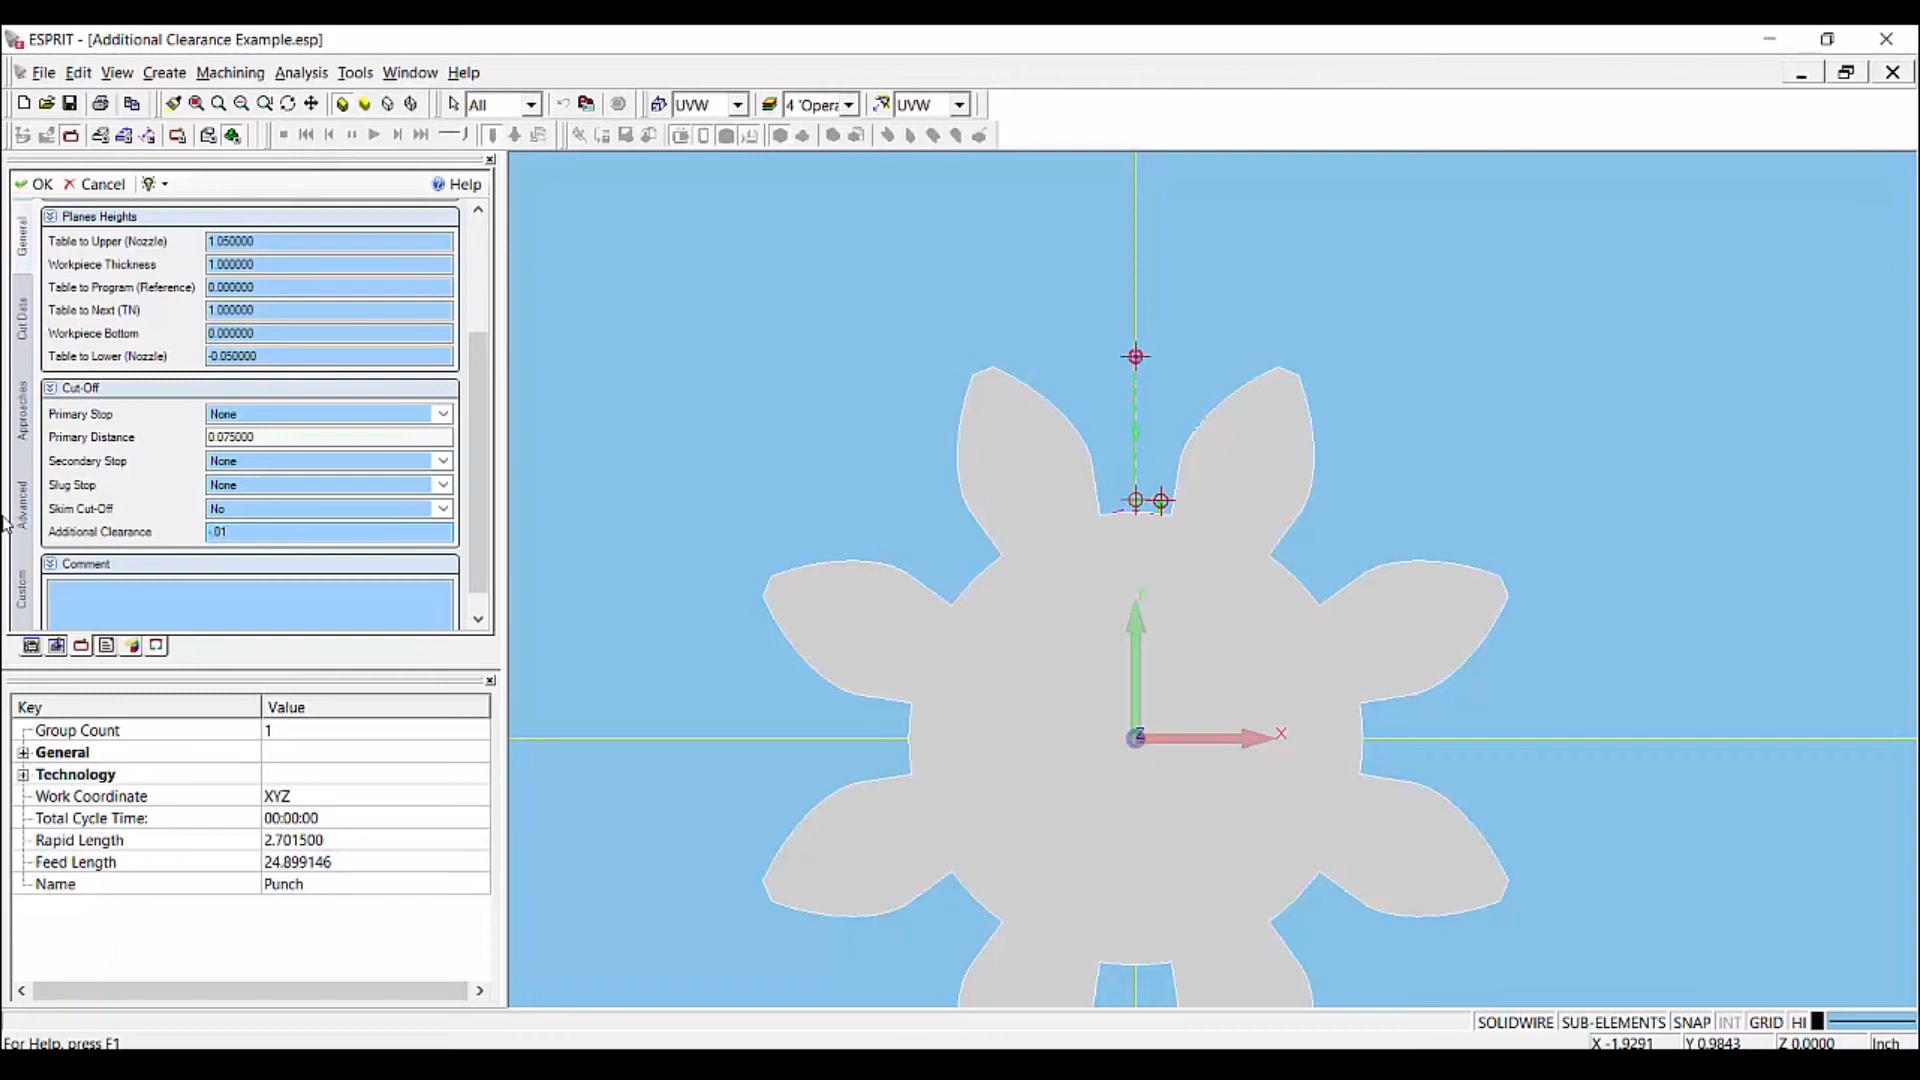 ESPRIT - [Additional Clearance Example.esp]
File Edit View Create Machining Analysis Tools Window Help
All UVW 4 'Opera UVW
OK Cancel Help
General
Cut Data
Approaches
Advanced
Custom
Planes Heights
Table to Upper (Nozzle) 1.050000
Workpiece Thickness 1.000000
Table to Program (Reference) 0.000000
Table to Next (TN) 1.000000
Workpiece Bottom 0.000000
Table to Lower (Nozzle) -0.050000
Cut-Off
Primary Stop None
Primary Distance 0.075000
Secondary Stop None
Slug Stop None
Skim Cut-Off No
Additional Clearance -.01
Comment
Key Value
Group Count 1
General
Technology
Work Coordinate XYZ
Total Cycle Time: 00:00:00
Rapid Length 2.701500
Feed Length 24.899146
Name Punch
Y
Z
X
SOLIDWIRE SUB-ELEMENTS SNAP INT GRID HI
For Help, press F1 X -1.9291 Y 0.9843 Z 0.0000 Inch